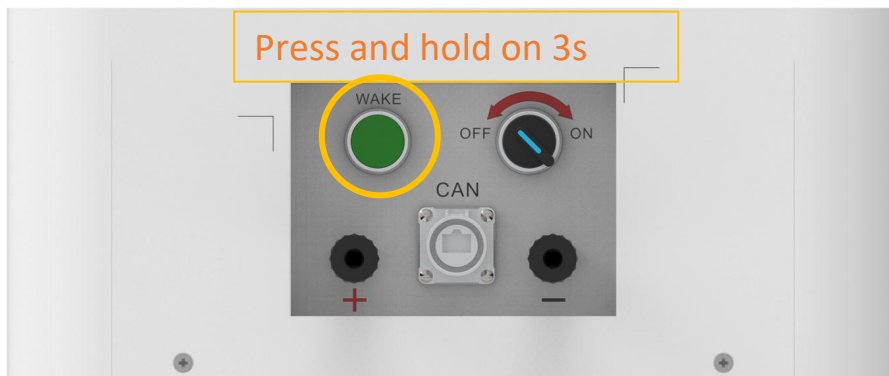 Press and hold on 3s
WAKE
OFF
ON
CAN
+
−